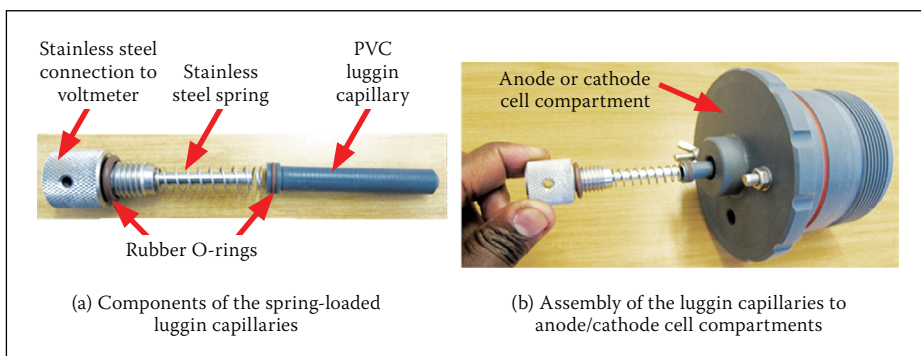 Stainless steel
connection to
voltmeter
Stainless
steel spring
PVC
luggin
capillary
Rubber O-rings
(a) Components of the spring-loaded
luggin capillaries
Anode or cathode
cell compartment
(b) Assembly of the luggin capillaries to
anode/cathode cell compartments